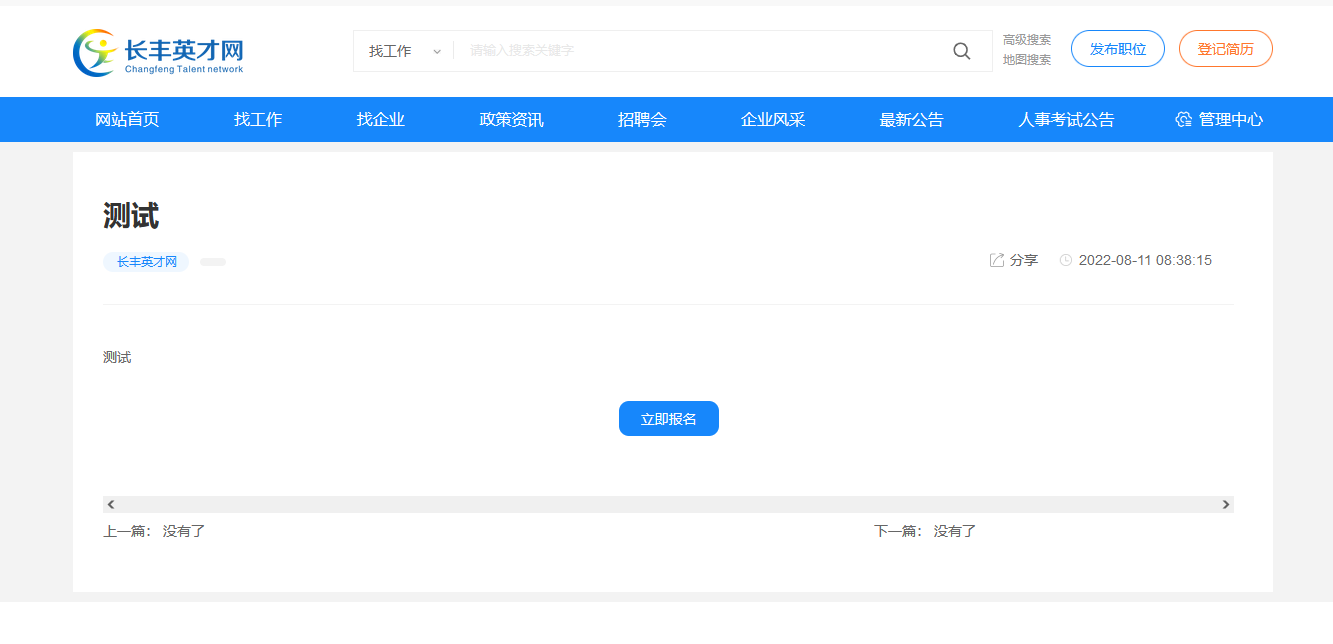 长丰英才网
Changfeng Talent network
找工作
请输入搜索关键字
高级搜索
地图搜索
发布职位
登记简历
网站首页 找工作 找企业 政策资讯 招聘会 企业风采 最新公告 人事考试公告 管理中心
测试
长丰英才网
分享 2022-08-11 08:38:15
测试
立即报名
上一篇： 没有了 下一篇： 没有了